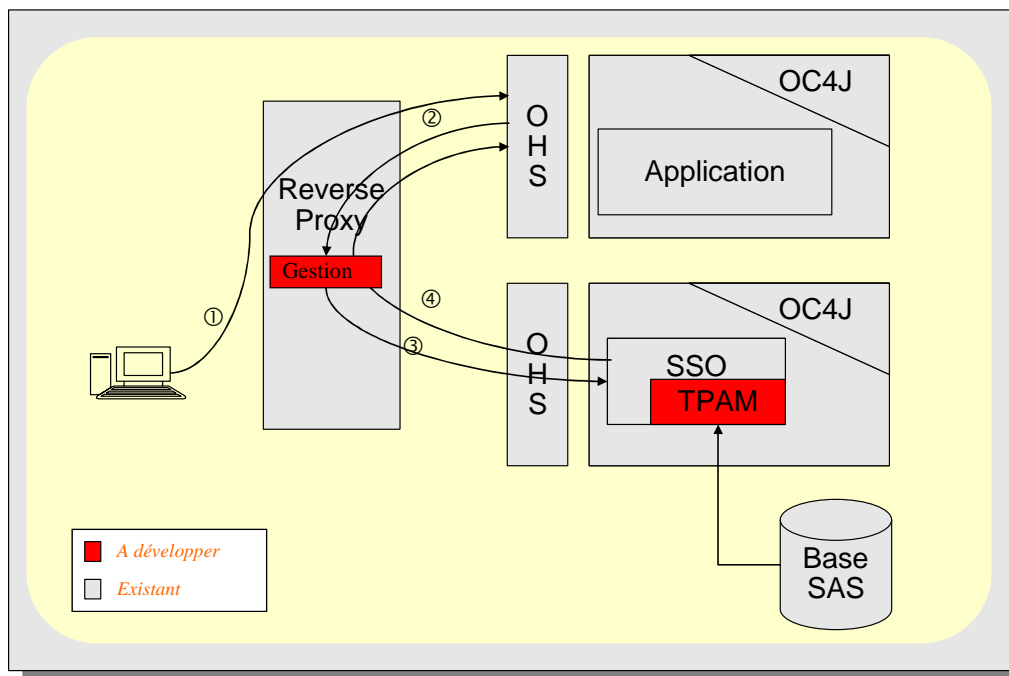 OC4J
O
H
S
Application
②
Reverse
Proxy
Gestion
①
④
③
OC4J
O
H
S
SSO
TPAM
A développer
Existant
Base
SAS